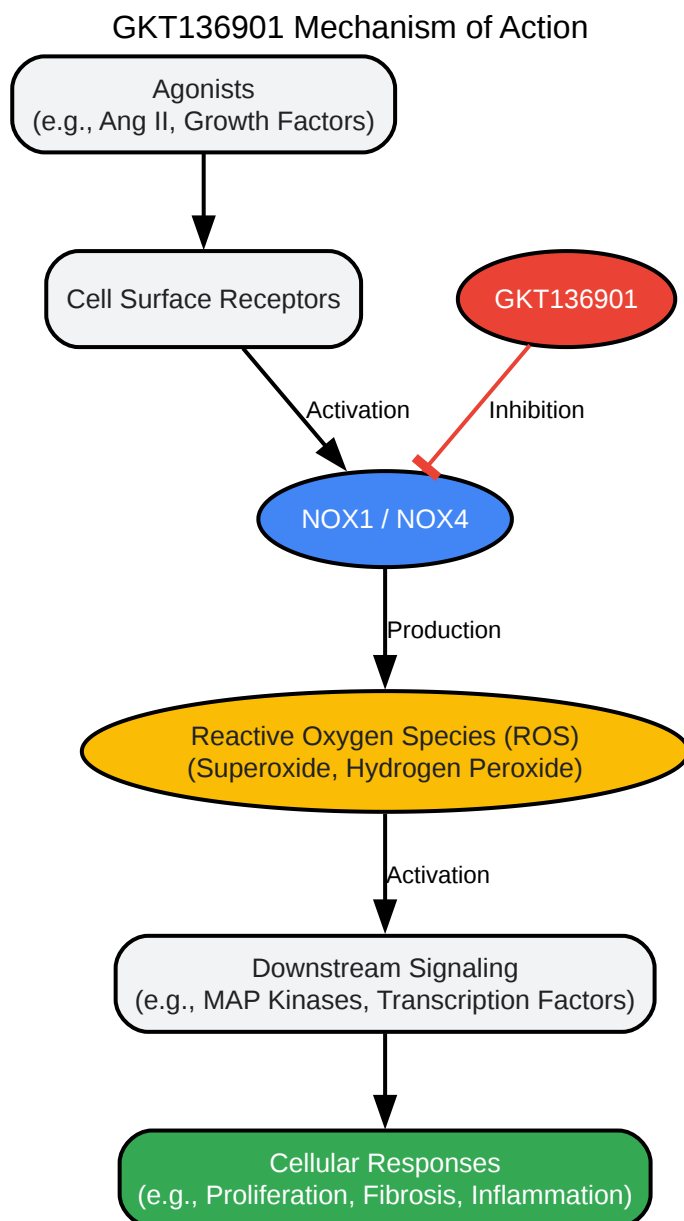 GKT136901 Mechanism of Action
Agonists
(e.g., Ang II, Growth Factors)
Cell Surface Receptors
GKT136901
Activation
Inhibition
NOX1 / NOX4
Production
Reactive Oxygen Species (ROS)
(Superoxide, Hydrogen Peroxide)
Activation
Downstream Signaling
(e.g., MAP Kinases, Transcription Factors)
Cellular Responses
(e.g., Proliferation, Fibrosis, Inflammation)